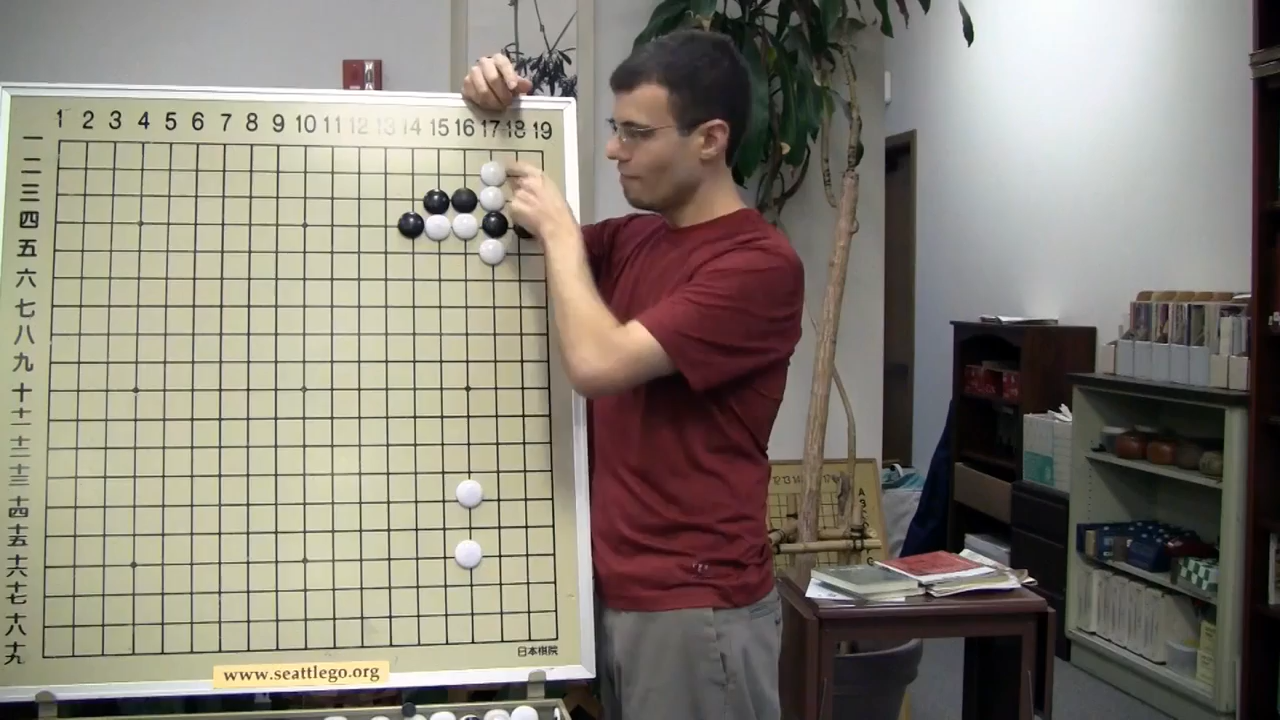 1 2 3 4 5 6 7 8 9 10 11 12 13 14 15 16 17 18 19
一
二
三
四
五
六
七
八
九
十
十一
十二
十三
十四
十五
十六
十七
十八
十九
日本棋院
www.seattlego.org